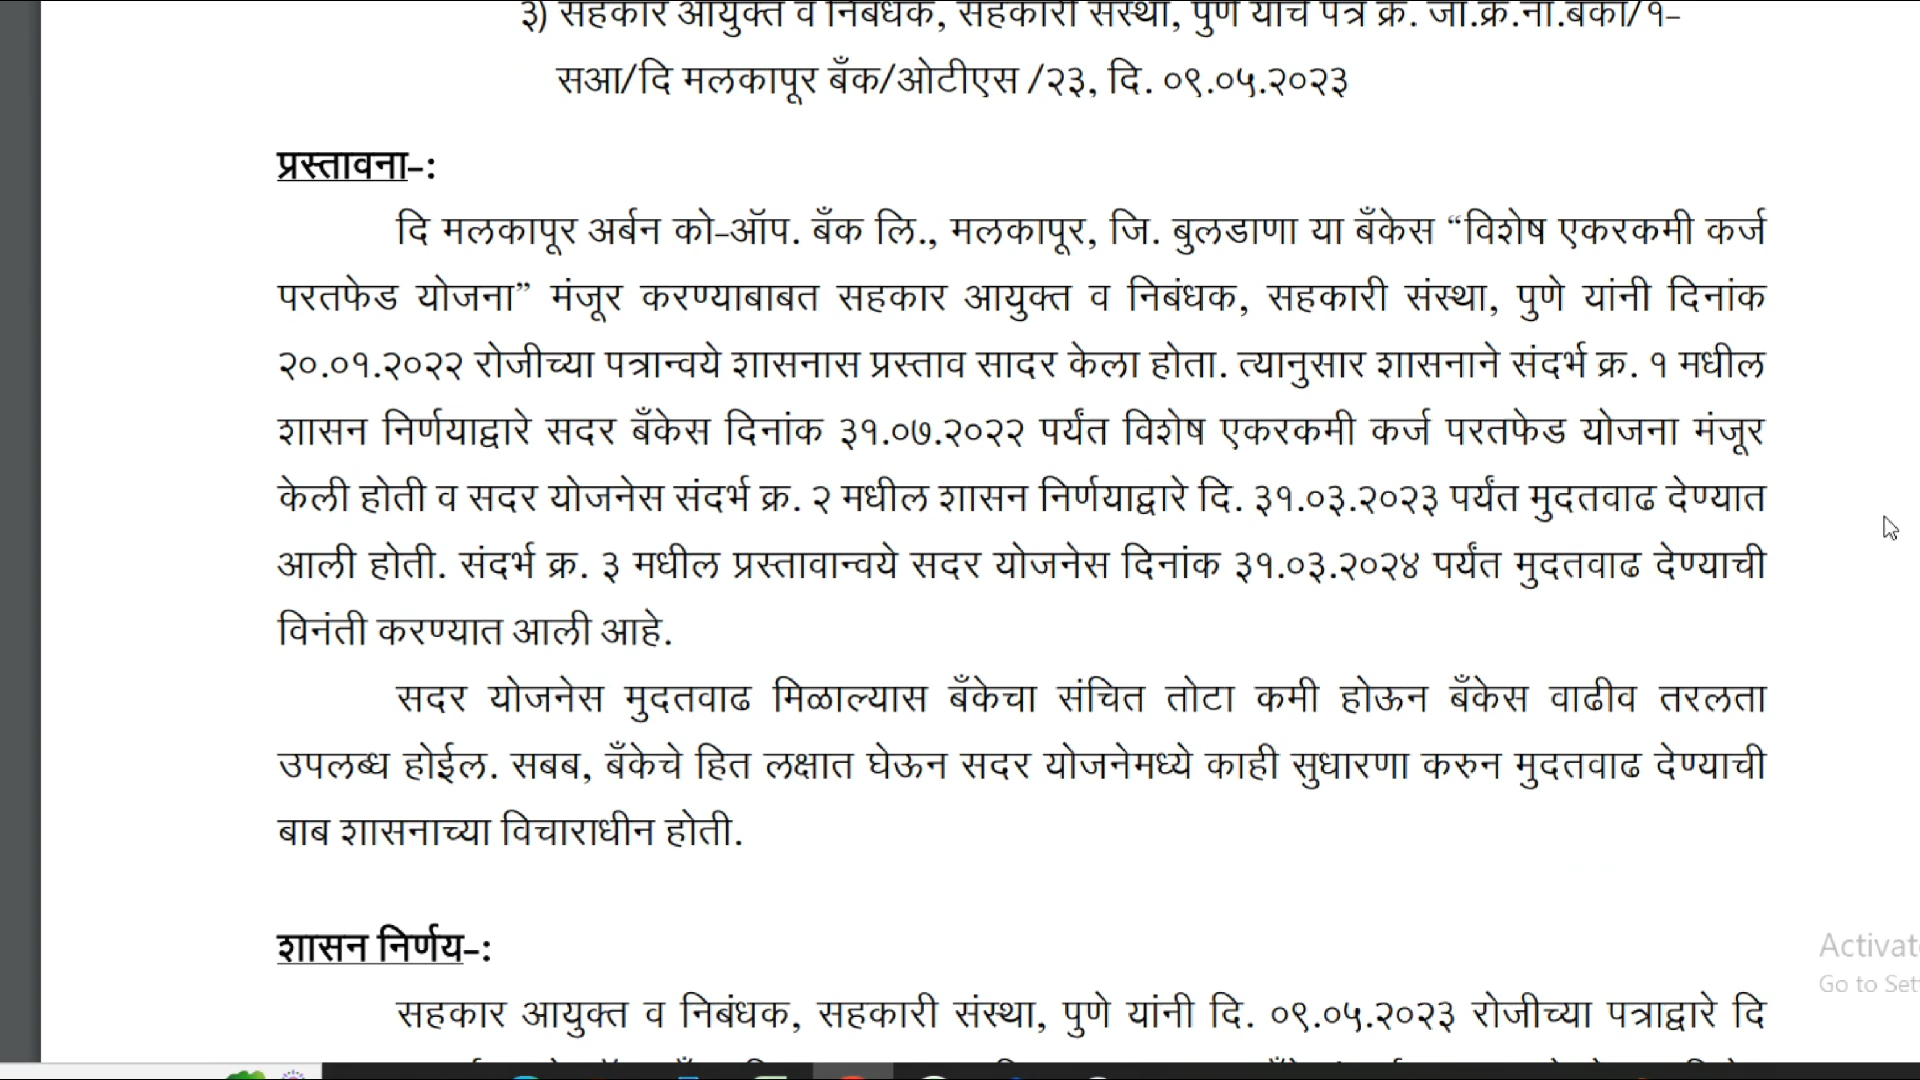 ३) सहकार आयुक्त व निबंधक, सहकारी संस्था, पुणे यांचे पत्र क्र. जा.क्र.ना.बँका/१-
सआ/दि मलकापूर बँक/ओटीएस /२३, दि. ०९.०५.२०२३
प्रस्तावना-:
दि मलकापूर अर्बन को-ऑप. बँक लि., मलकापूर, जि. बुलडाणा या बँकेस “विशेष एकरकमी कर्ज
परतफेड योजना” मंजूर करण्याबाबत सहकार आयुक्त व निबंधक, सहकारी संस्था, पुणे यांनी दिनांक
२०.०१.२०२२ रोजीच्या पत्रान्वये शासनास प्रस्ताव सादर केला होता. त्यानुसार शासनाने संदर्भ क्र. १ मधील
शासन निर्णयाद्वारे सदर बँकेस दिनांक ३१.०७.२०२२ पर्यंत विशेष एकरकमी कर्ज परतफेड योजना मंजूर
केली होती व सदर योजनेस संदर्भ क्र. २ मधील शासन निर्णयाद्वारे दि. ३१.०३.२०२३ पर्यंत मुदतवाढ देण्यात
आली होती. संदर्भ क्र. ३ मधील प्रस्तावान्वये सदर योजनेस दिनांक ३१.०३.२०२४ पर्यंत मुदतवाढ देण्याची
विनंती करण्यात आली आहे.
सदर योजनेस मुदतवाढ मिळाल्यास बँकेचा संचित तोटा कमी होऊन बँकेस वाढीव तरलता
उपलब्ध होईल. सबब, बँकेचे हित लक्षात घेऊन सदर योजनेमध्ये काही सुधारणा करुन मुदतवाढ देण्याची
बाब शासनाच्या विचाराधीन होती.
शासन निर्णय-:
Activat
Go to Set
सहकार आयुक्त व निबंधक, सहकारी संस्था, पुणे यांनी दि. ०९.०५.२०२३ रोजीच्या पत्राद्वारे दि